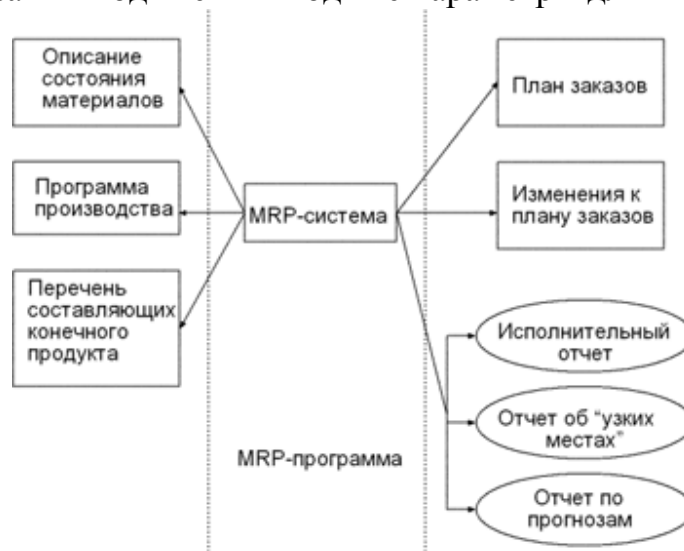 Описание
состояния
материалов
Программа
производства
Перечень
составляющих
конечного
продукта
MRP-система
MRP-программа
План заказов
Изменения к
плану заказов
Исполнительный
отчет
Отчет об “узких
местах”
Отчет по
прогнозам